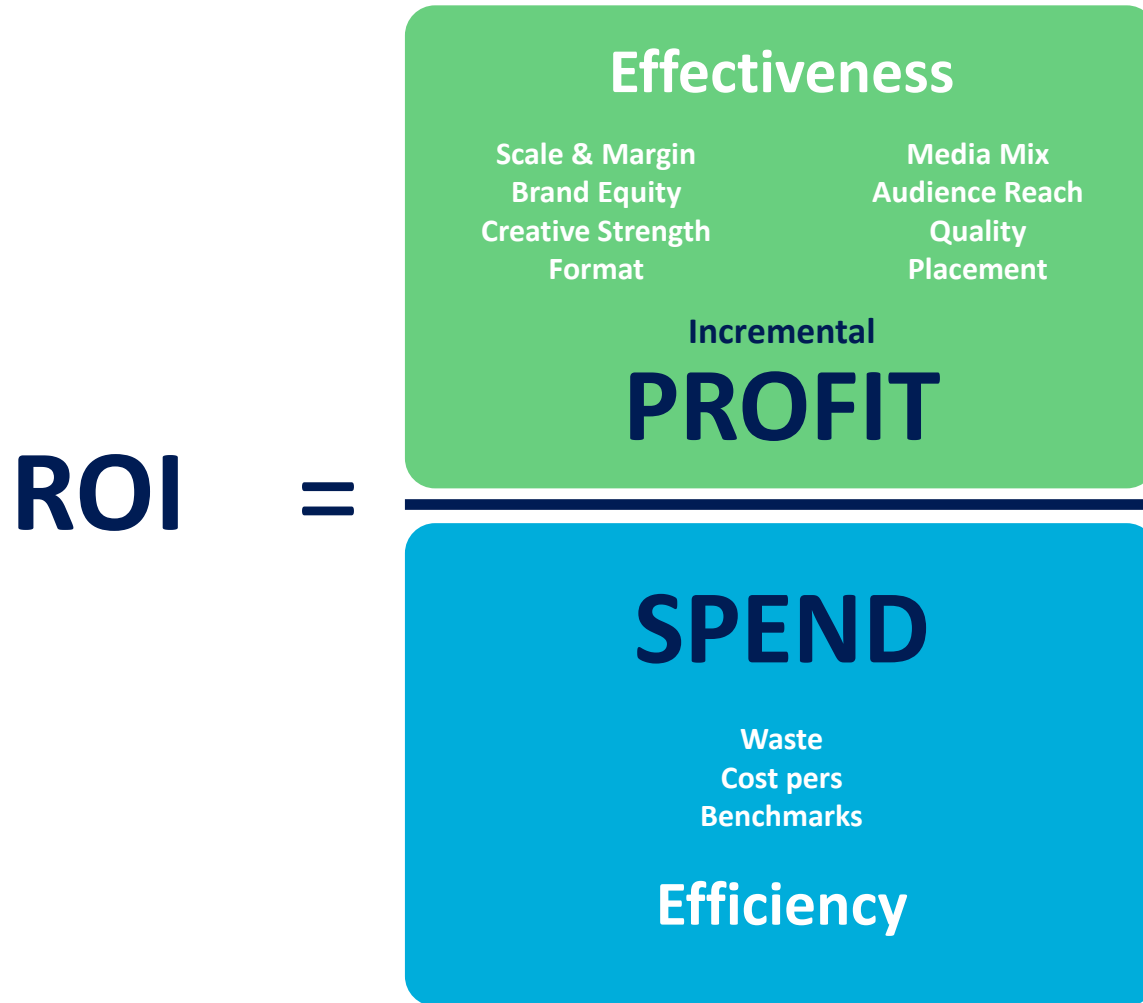 Effectiveness
Scale & Margin
Brand Equity
Creative Strength
Format
Media Mix
Audience Reach
Quality
Placement
Incremental
PROFIT
ROI =
SPEND
Waste
Cost pers
Benchmarks
Efficiency